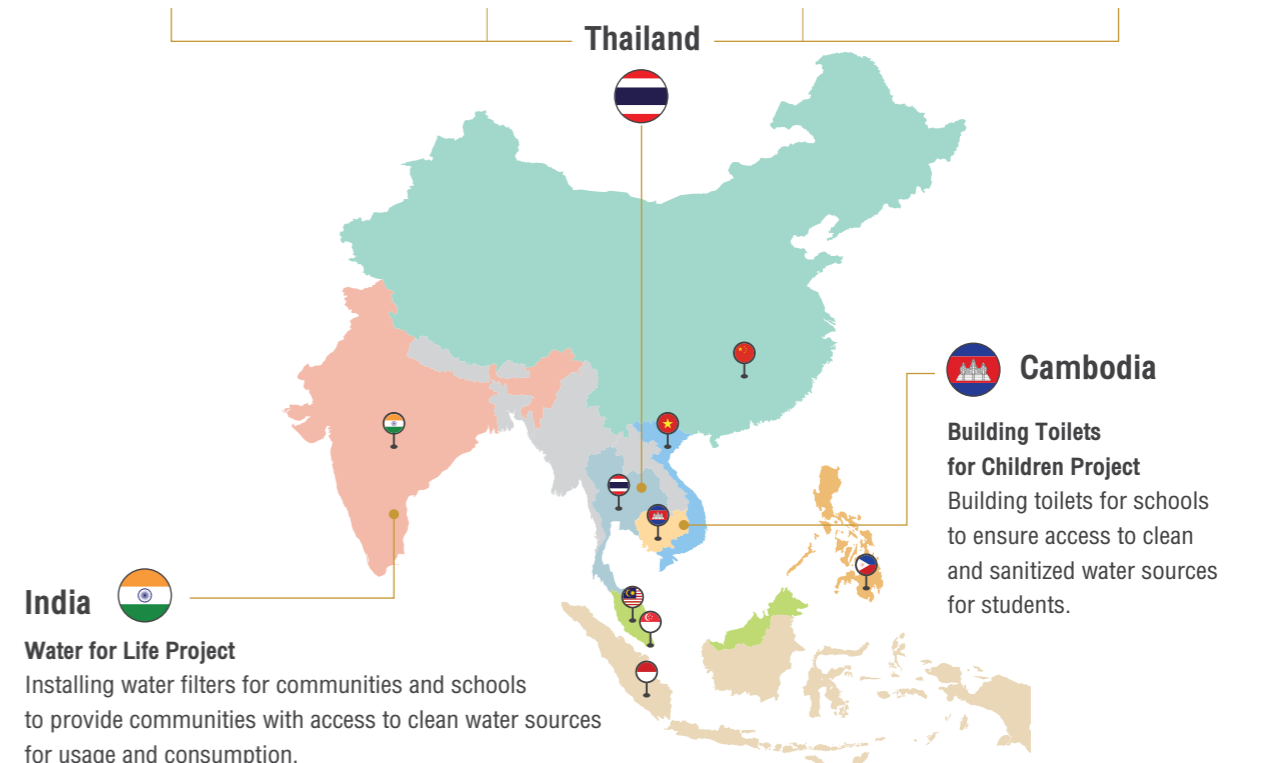 Thailand
Cambodia
Building Toilets
for Children Project
Building toilets for schools
to ensure access to clean
and sanitized water sources
for students.
India
Water for Life Project
Installing water filters for communities and schools
to provide communities with access to clean water sources
for usage and consumption.